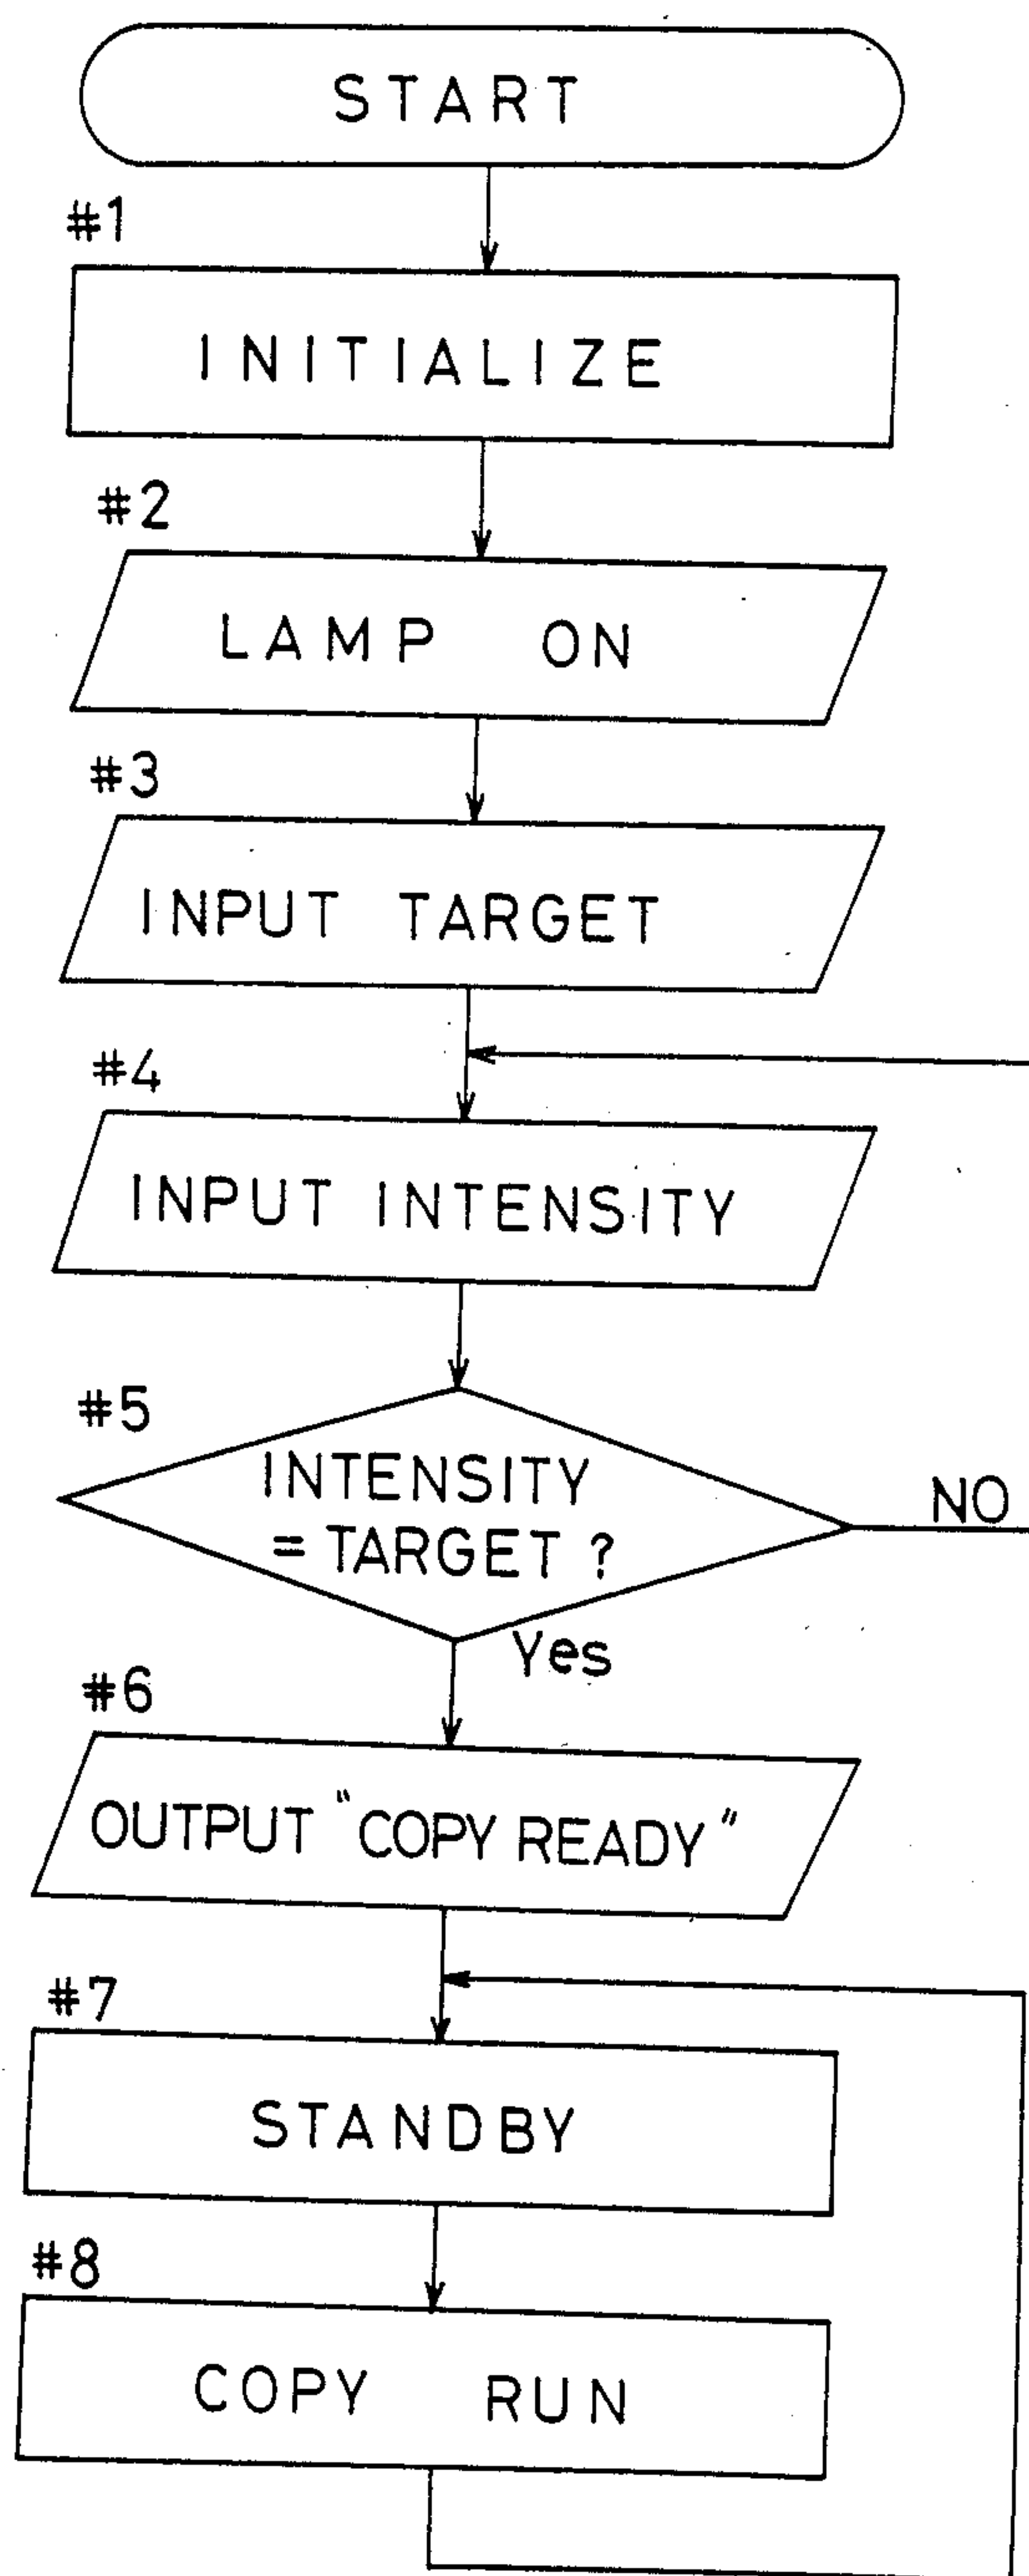 START
#1
INITIALIZE
#2
LAMP ON
#3
INPUT TARGET
#4
INPUT INTENSITY
#5
INTENSITY
= TARGET ?
NO
Yes
#6
OUTPUT "COPY READY"
#7
STANDBY
#8
COPY RUN